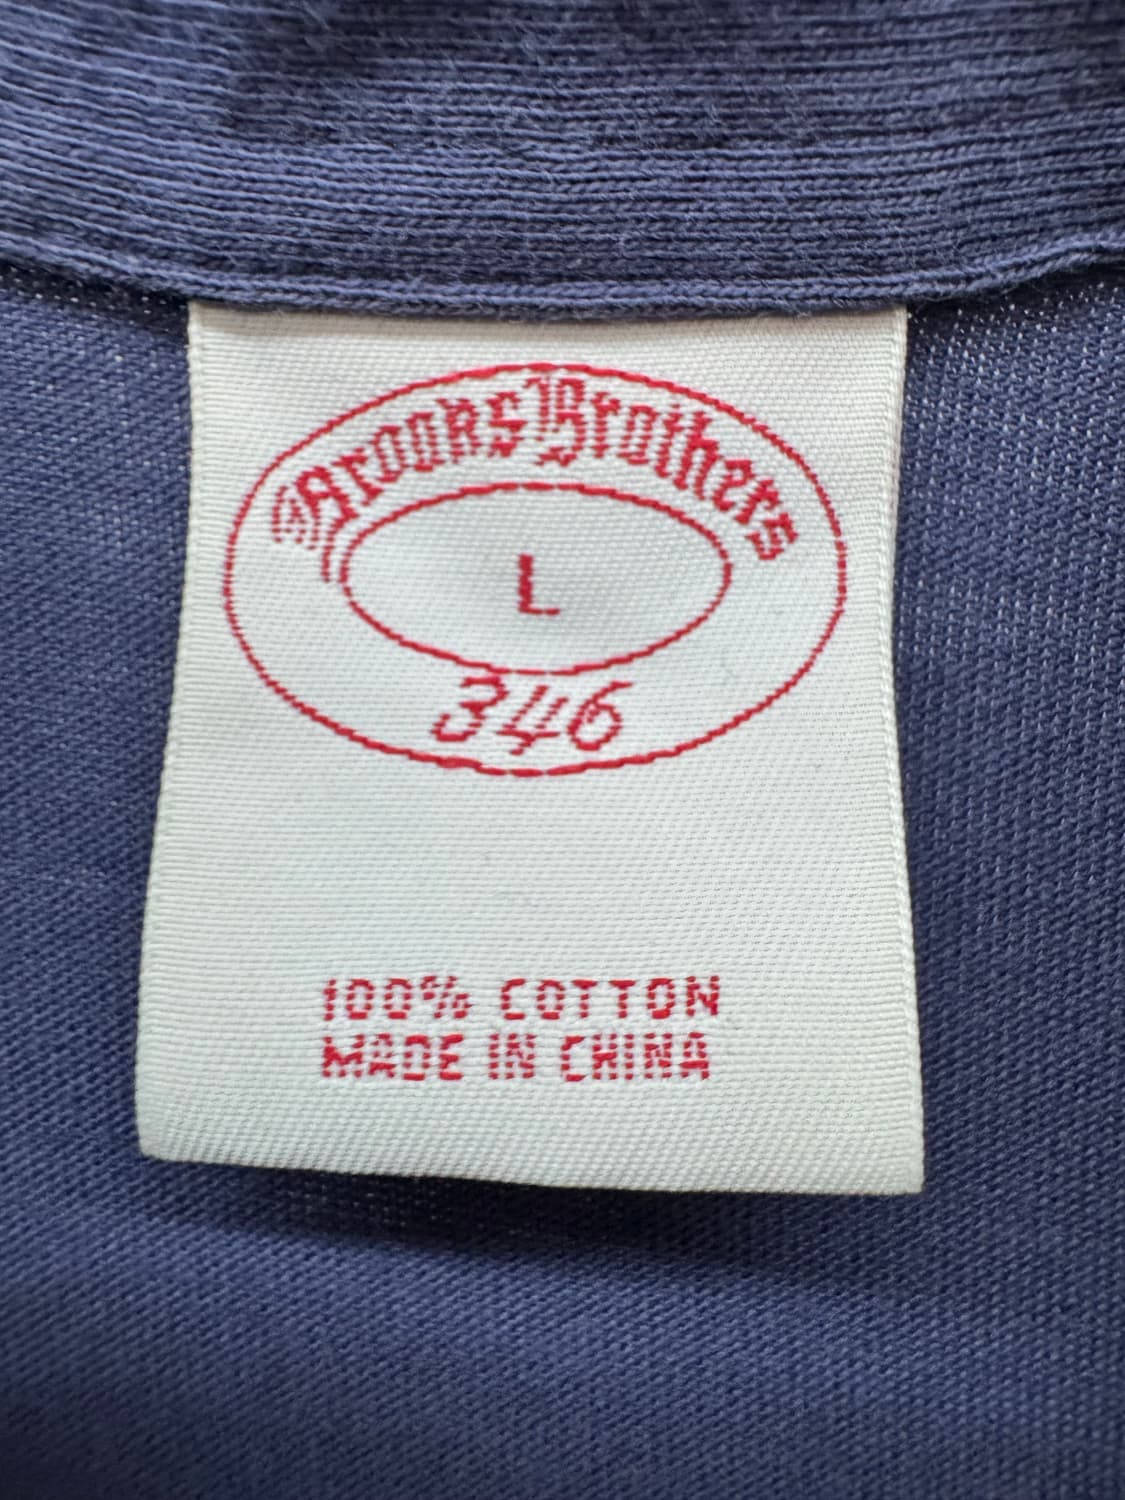 Brooks Brothers
L
346
100% COTTON
MADE IN CHINA